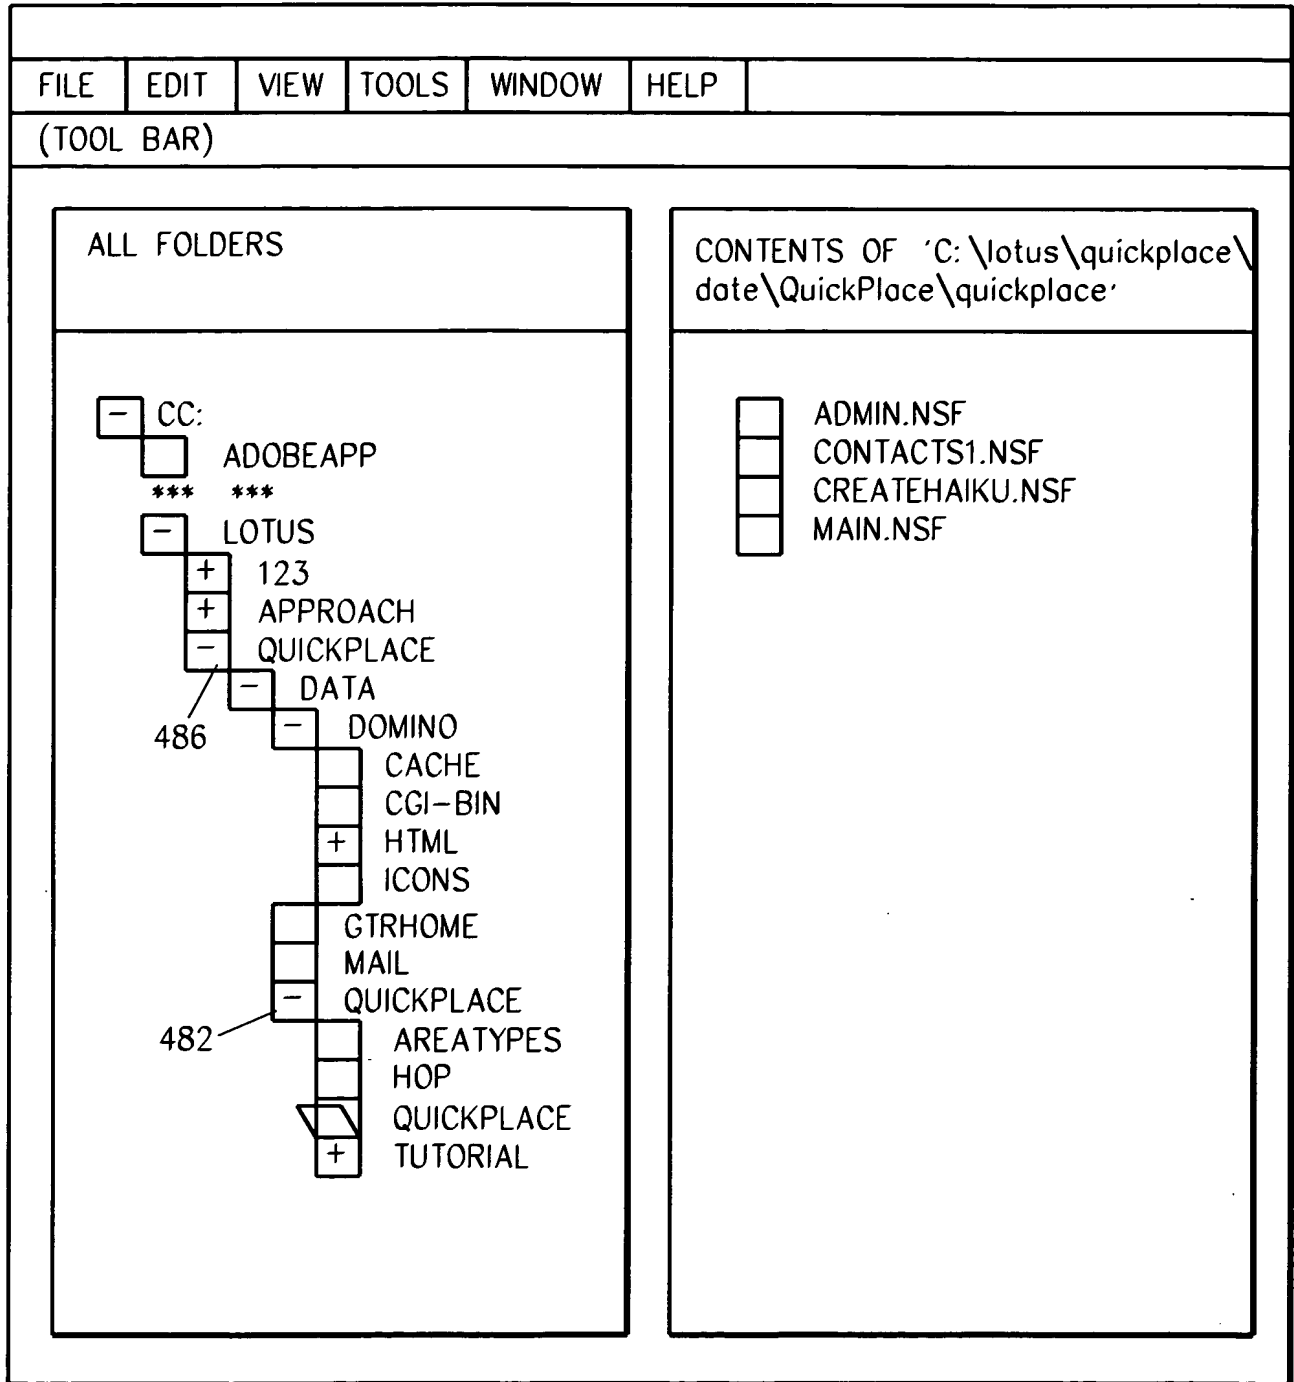 FILE EDIT VIEW TOOLS WINDOW HELP
(TOOL BAR)
ALL FOLDERS
- CC:
ADOBEAPP
*** ***
- LOTUS
+ 123
+ APPROACH
- QUICKPLACE
- DATA
486
- DOMINO
CACHE
CGI-BIN
+ HTML
ICONS
GTRHOME
MAIL
- QUICKPLACE
482
AREATYPES
HOP
QUICKPLACE
+ TUTORIAL
CONTENTS OF 'C:\lotus\quickplace\
date\QuickPlace\quickplace'
ADMIN.NSF
CONTACTS1.NSF
CREATEHAIKU.NSF
MAIN.NSF